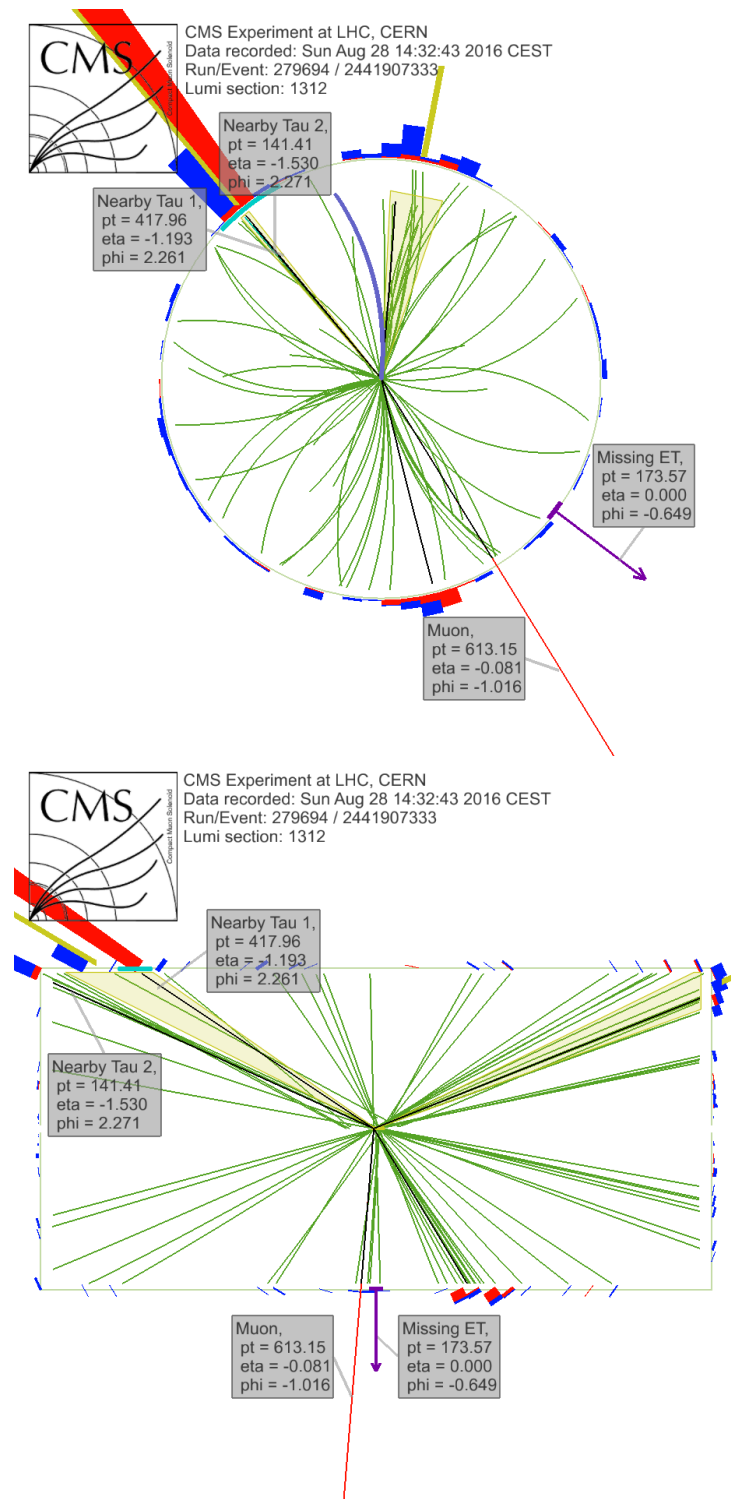 CMS
Compact Muon Solenoid
CMS Experiment at LHC, CERN
Data recorded: Sun Aug 28 14:32:43 2016 CEST
Run/Event: 279694 / 2441907333
Lumi section: 1312
Nearby Tau 2,
pt = 141.41
eta = -1.530
phi = 2.271
Nearby Tau 1,
pt = 417.96
eta = -1.193
phi = 2.261
Missing ET,
pt = 173.57
eta = 0.000
phi = -0.649
Muon,
pt = 613.15
eta = -0.081
phi = -1.016
CMS
Compact Muon Solenoid
CMS Experiment at LHC, CERN
Data recorded: Sun Aug 28 14:32:43 2016 CEST
Run/Event: 279694 / 2441907333
Lumi section: 1312
Nearby Tau 1,
pt = 417.96
eta = -1.193
phi = 2.261
Nearby Tau 2,
pt = 141.41
eta = -1.530
phi = 2.271
Muon,
pt = 613.15
eta = -0.081
phi = -1.016
Missing ET,
pt = 173.57
eta = 0.000
phi = -0.649